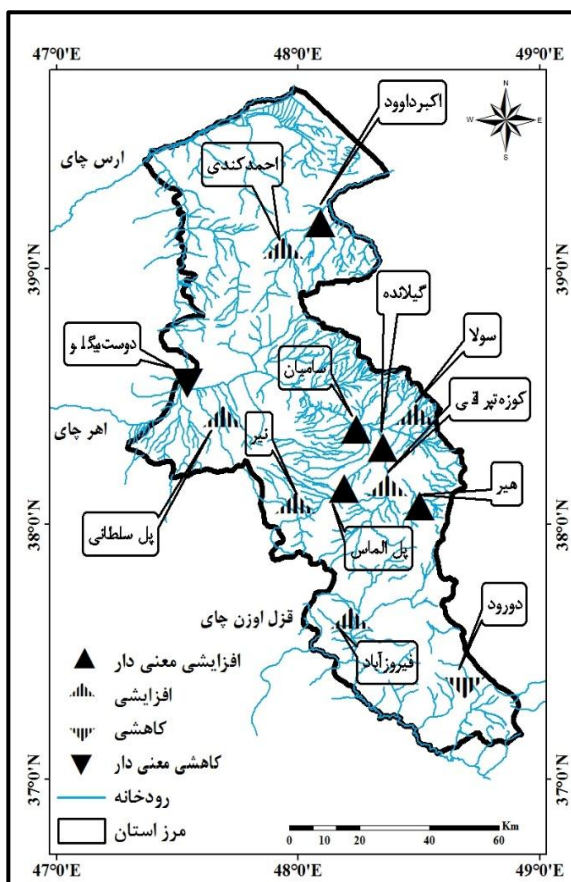 47°0'E 48°0'E 49°0'E
N
W E
S
اکبرداوود
ارس چای
احمدکندی
39°0'N 39°0'N
گیلانده
سولا
دوست‌بیگلو
سامیان
کوزه‌تپراقی
اهر چای
نیر
هیر
38°0'N 38°0'N
پل سلطانی
پل الماس
قزل اوزن چای
دورود
فیروزآباد
افزایشی معنی دار
افزایشی
کاهشی
کاهشی معنی دار
37°0'N 37°0'N
رودخانه
مرز استان
Km
0 10 20 40 60
47°0'E 48°0'E 49°0'E